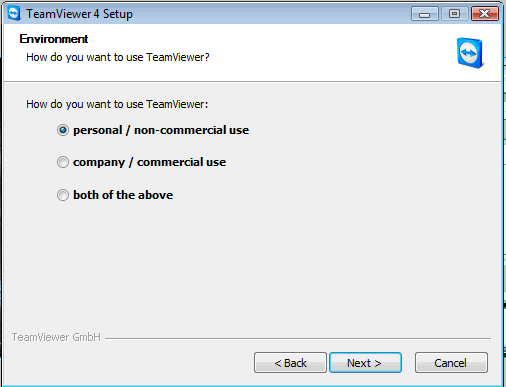 TeamViewer 4 Setup
Environment
How do you want to use TeamViewer?
How do you want to use TeamViewer:
personal / non-commercial use
company / commercial use
both of the above
TeamViewer GmbH
< Back
Next >
Cancel